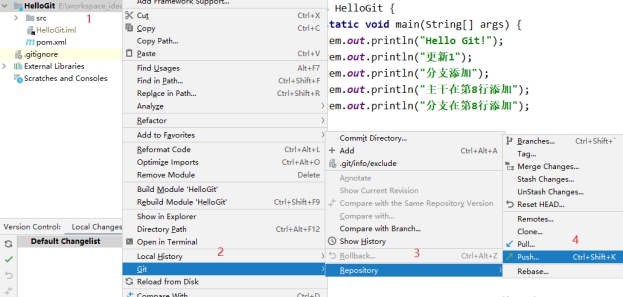 HelloGit E:\workspace_idea
1
src
HelloGit.iml
pom.xml
.gitignore
External Libraries
Scratches and Consoles
Version Control:
Local Changes
Default Changelist
Add Framework Support...
Cut Ctrl+X
Copy Ctrl+C
Copy Path...
Paste Ctrl+V
Find Usages Alt+F7
Find in Path... Ctrl+Shift+F
Replace in Path... Ctrl+Shift+R
Analyze
Refactor
Add to Favorites
Reformat Code Ctrl+Alt+L
Optimize Imports Ctrl+Alt+O
Remove Module Delete
Build Module 'HelloGit'
Rebuild Module 'HelloGit' Ctrl+Shift+F9
Show in Explorer
Directory Path Ctrl+Alt+F12
Open in Terminal
Local History
2
Git
Reload from Disk
Compare With... Ctrl+D
HelloGit {
static void main(String[] args) {
em.out.println("Hello Git!");
em.out.println("更新1");
em.out.println("分支添加");
em.out.println("主干在第8行添加");
em.out.println("分支在第8行添加");
Commit Directory...
Add Ctrl+Alt+A
.git/info/exclude
Annotate
Show Current Revision
Compare with the Same Repository Version
Compare with...
Compare with Branch...
Show History
Rollback... Ctrl+Alt+Z
3
Repository
Branches... Ctrl+Shift+`
Tag...
Merge Changes...
Stash Changes...
UnStash Changes...
Reset HEAD...
Remotes...
Clone...
Pull...
4
Push... Ctrl+Shift+K
Rebase...